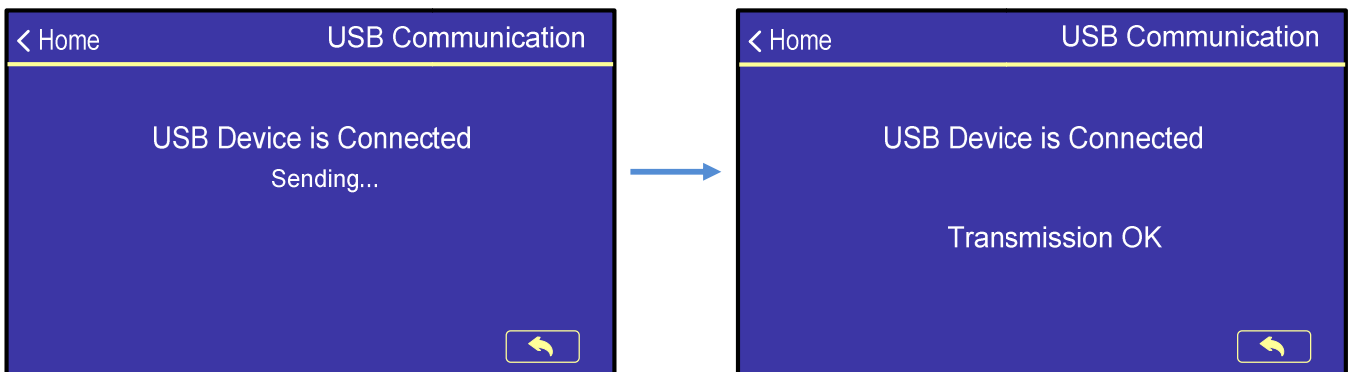 < Home USB Communication
USB Device is Connected
Sending...
< Home USB Communication
USB Device is Connected
Transmission OK